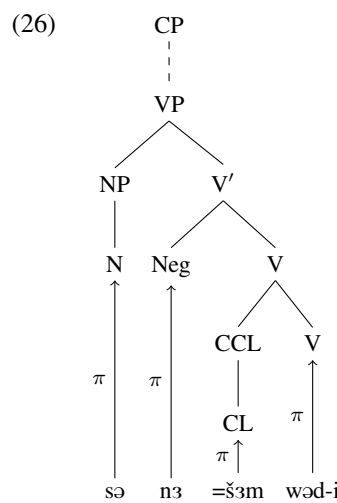 (26) CP
VP
NP V′
N Neg V
CCL V
π π CL π
π
sə nɜ =šɜm wəd-i